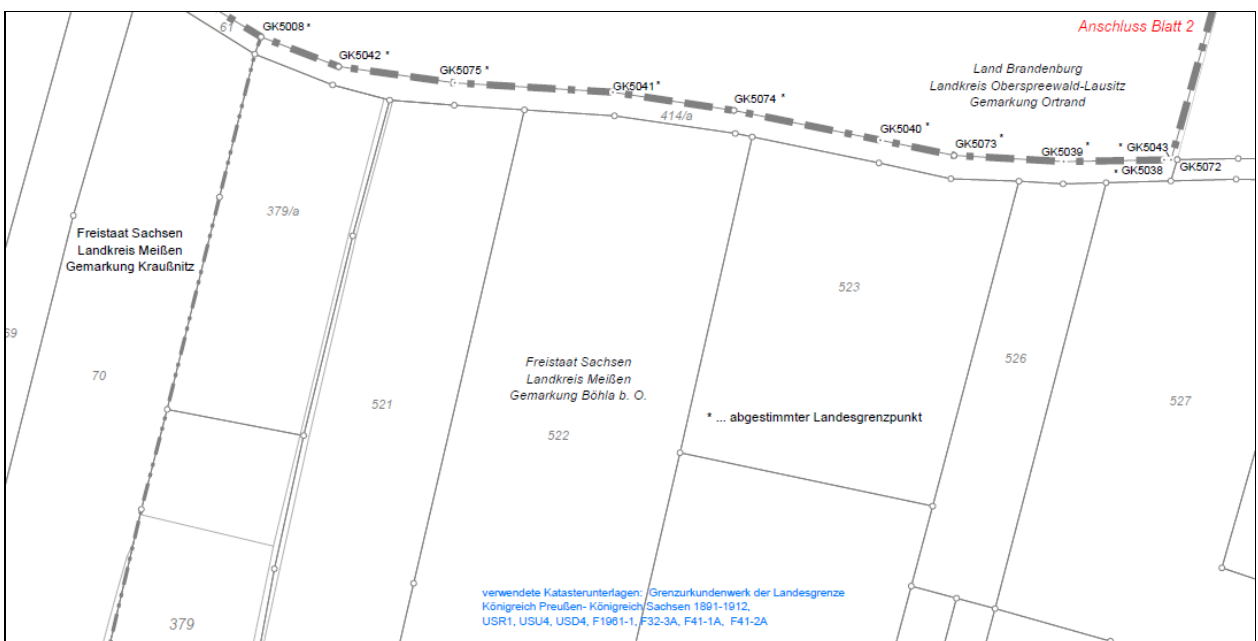 61
GK5008 *
Anschluss Blatt 2
GK5042 *
GK5075 *
GK5041 *
GK5074 *
414/a
Land Brandenburg
Landkreis Oberspreewald-Lausitz
Gemarkung Ortrand
GK5040 *
GK5073 *
GK5039 *
* GK5043
* GK5038
GK5072
379/a
Freistaat Sachsen
Landkreis Meißen
Gemarkung Kraußnitz
523
69
70
521
Freistaat Sachsen
Landkreis Meißen
Gemarkung Böhla b. O.
522
526
527
* ... abgestimmter Landesgrenzpunkt
379
verwendete Katasterunterlagen: Grenzurkundenwerk der Landesgrenze
Königreich Preußen- Königreich Sachsen 1891-1912,
USR1, USU4, USD4, F1961-1, F32-3A, F41-1A, F41-2A